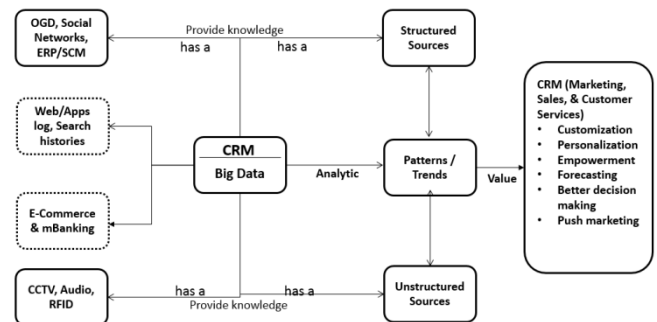 OGD, Social
Networks,
ERP/SCM
Provide knowledge
has a
has a
Structured
Sources
Web/Apps
log, Search
histories
CRM
Big Data
Analytic
Patterns /
Trends
Value
CRM (Marketing,
Sales, & Customer
Services)
• Customization
• Personalization
• Empowerment
• Forecasting
• Better decision
making
• Push marketing
E-Commerce
& mBanking
CCTV, Audio,
RFID
has a
has a
Provide knowledge
Unstructured
Sources